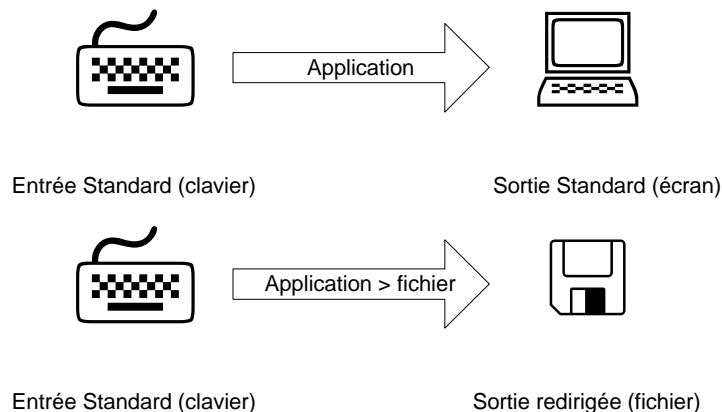 Application
Entrée Standard (clavier)
Sortie Standard (écran)
Application > fichier
Entrée Standard (clavier)
Sortie redirigée (fichier)